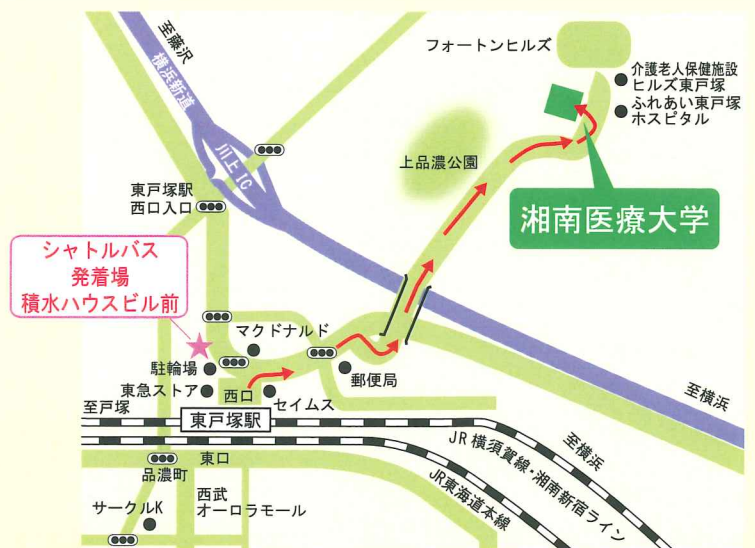 至藤沢
横浜新道
川上IC
フォートンヒルズ
介護老人保健施設
ヒルズ東戸塚
ふれあい東戸塚
ホスピタル
上品濃公園
湘南医療大学
東戸塚駅
西口入口
シャトルバス
発着場
積水ハウスビル前
マクドナルド
駐輪場
東急ストア
西口
セイムス
郵便局
至戸塚
東戸塚駅
至横浜
至横浜
JR横須賀線・湘南新宿ライン
JR東海道本線
東口
品濃町
西武
オーロラモール
サークルK